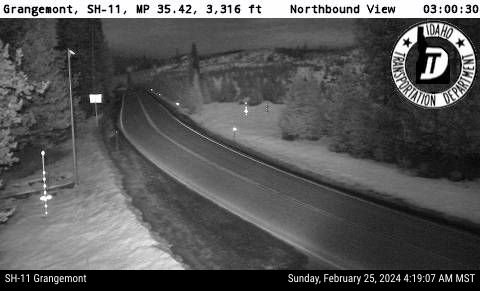 Grangemont, SH-11, MP 35.42, 3,316 ft Northbound View 03:00:30
IDAHO
TRANSPORTATION DEPARTMENT
SH-11 Grangemont Sunday, February 25, 2024 4:19:07 AM MST